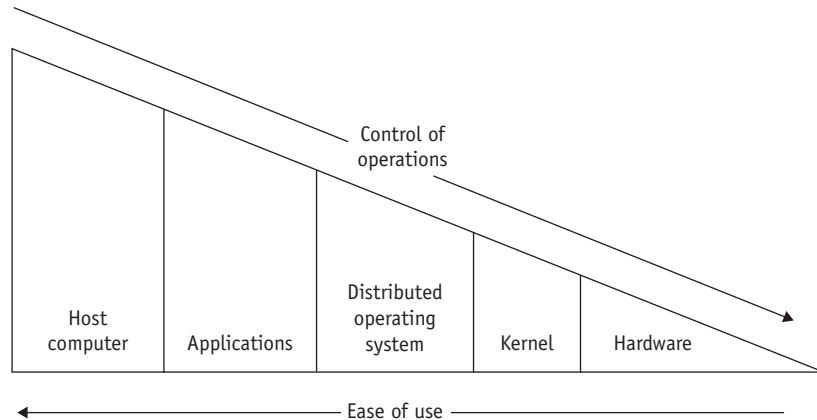 Control of
operations
Host
computer
Applications
Distributed
operating
system
Kernel
Hardware
Ease of use